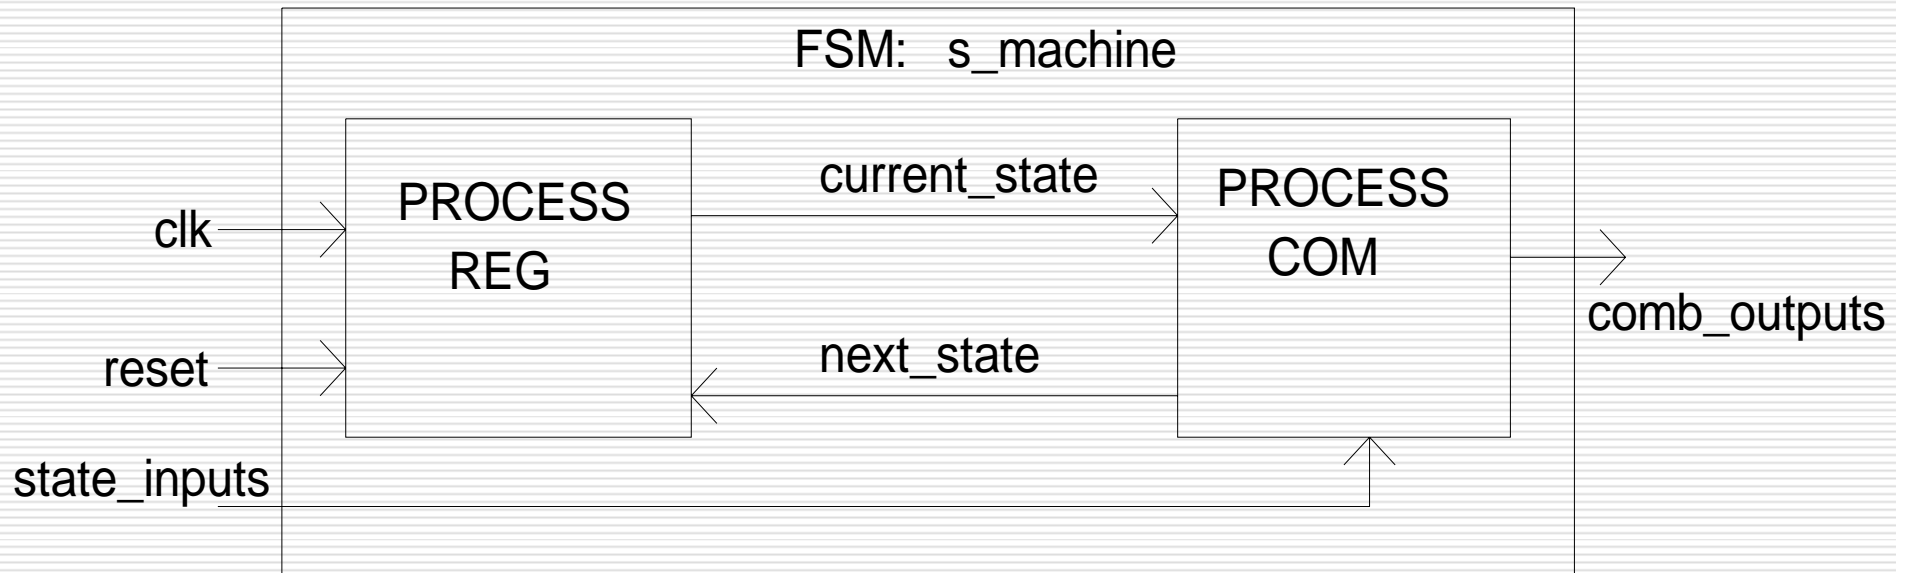 FSM: s_machine
clk
reset
state_inputs
PROCESS
REG
current_state
next_state
PROCESS
COM
comb_outputs